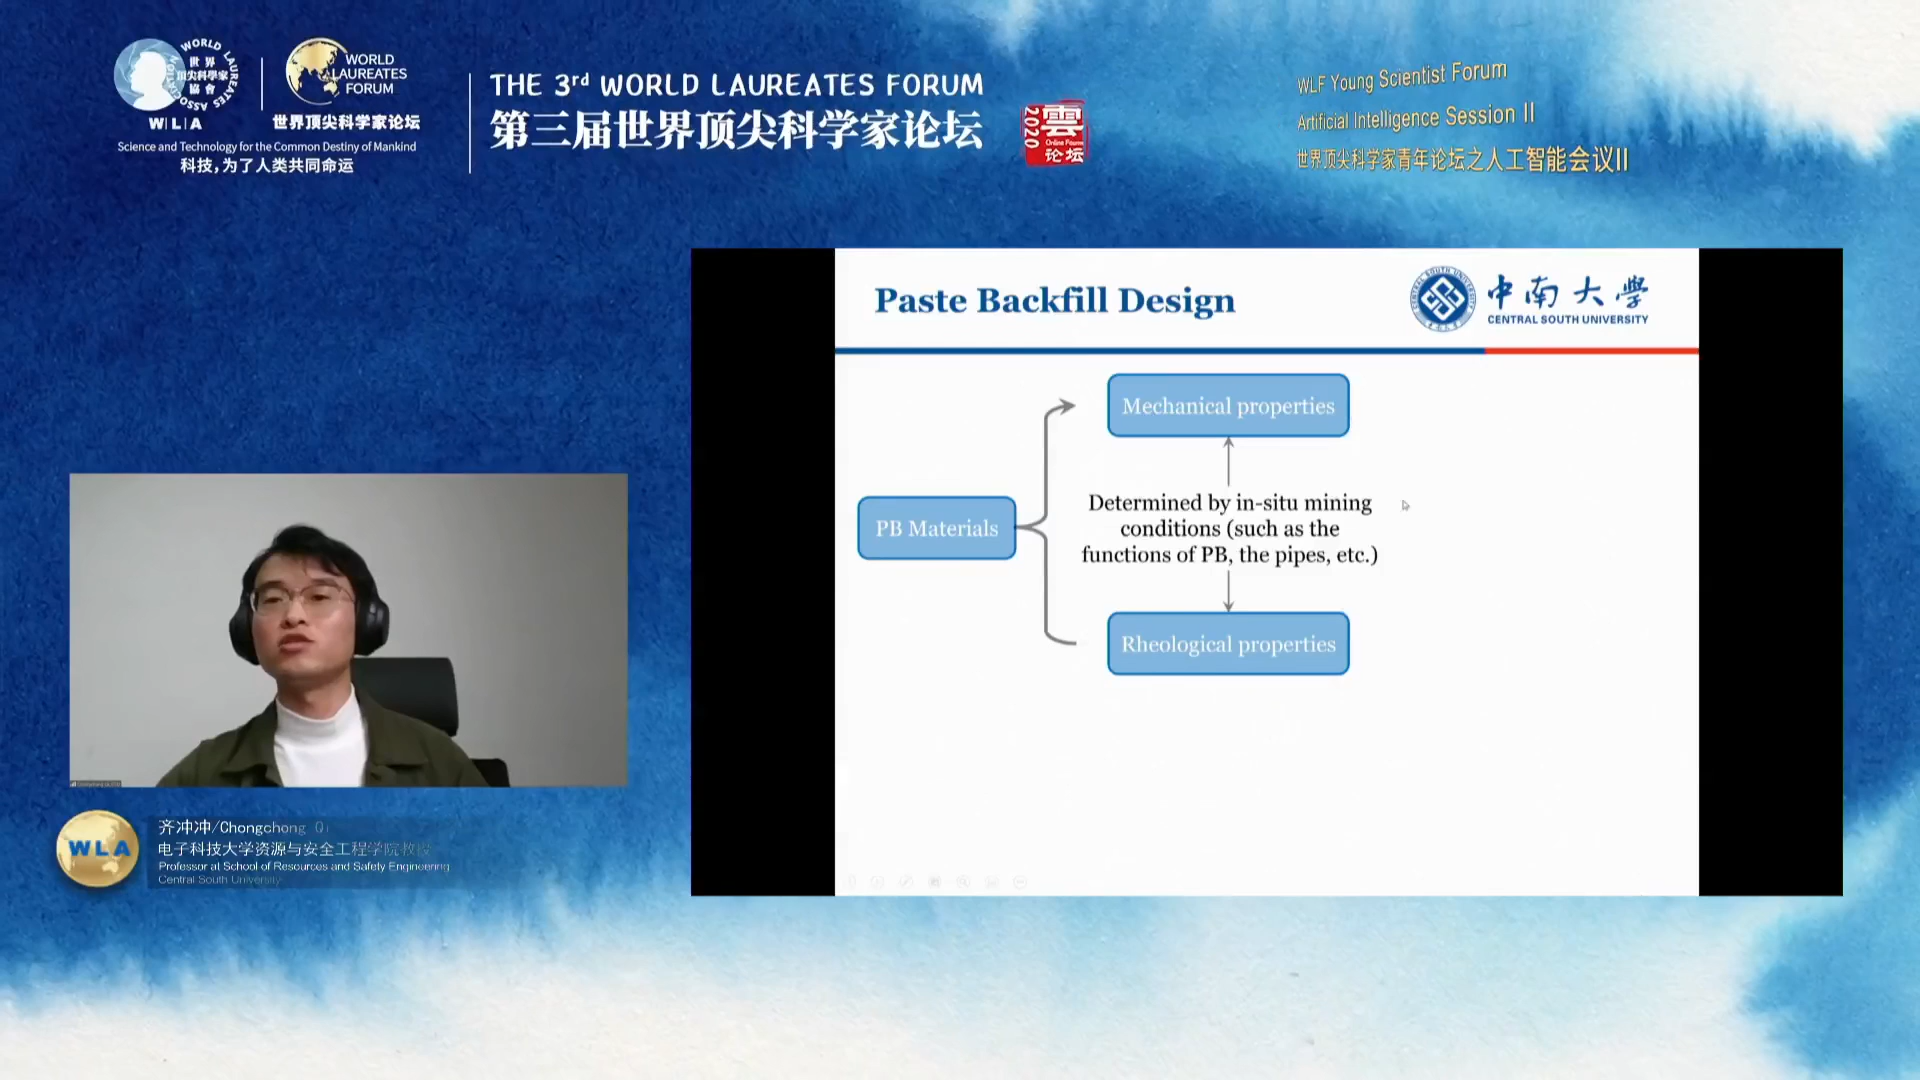 WORLD LAUREATES ASSOCIATION
世界
頂尖科學家
協會
W|L|A
WORLD
LAUREATES
FORUM
世界顶尖科学家论坛
Science and Technology for the Common Destiny of Mankind
科技,为了人类共同命运
THE 3rd WORLD LAUREATES FORUM
第三届世界顶尖科学家论坛
2020
雲
Online Forum
论坛
WLF Young Scientist Forum
Artificial Intelligence Session II
世界顶尖科学家青年论坛之人工智能会议II
Paste Backfill Design
CENTRAL SOUTH UNIVERSITY
中南大學
CENTRAL SOUTH UNIVERSITY
Mechanical properties
PB Materials
Determined by in-situ mining
conditions (such as the
functions of PB, the pipes, etc.)
Rheological properties
WLA
齐冲冲/Chongchong Qi
电子科技大学资源与安全工程学院教授
Professor at School of Resources and Safety Engineering
Central South University